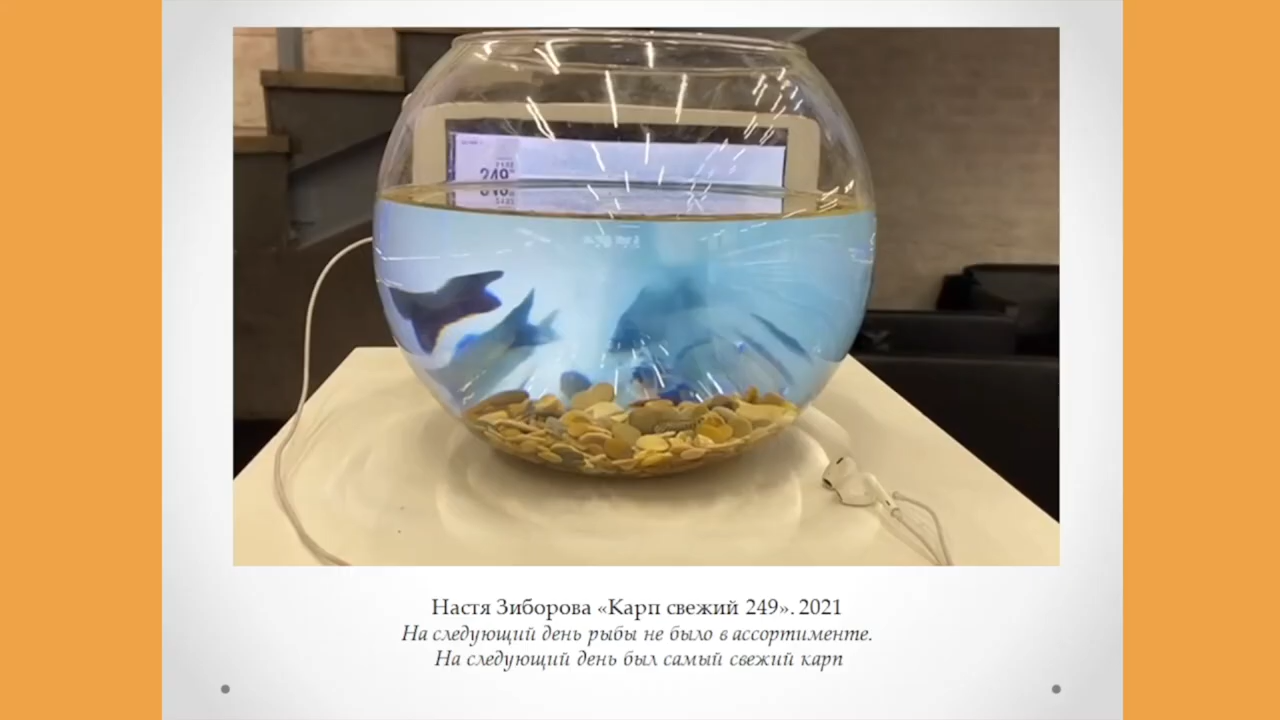 249
Настя Зиборова «Карп свежий 249». 2021
На следующий день рыбы не было в ассортименте.
На следующий день был самый свежий карп